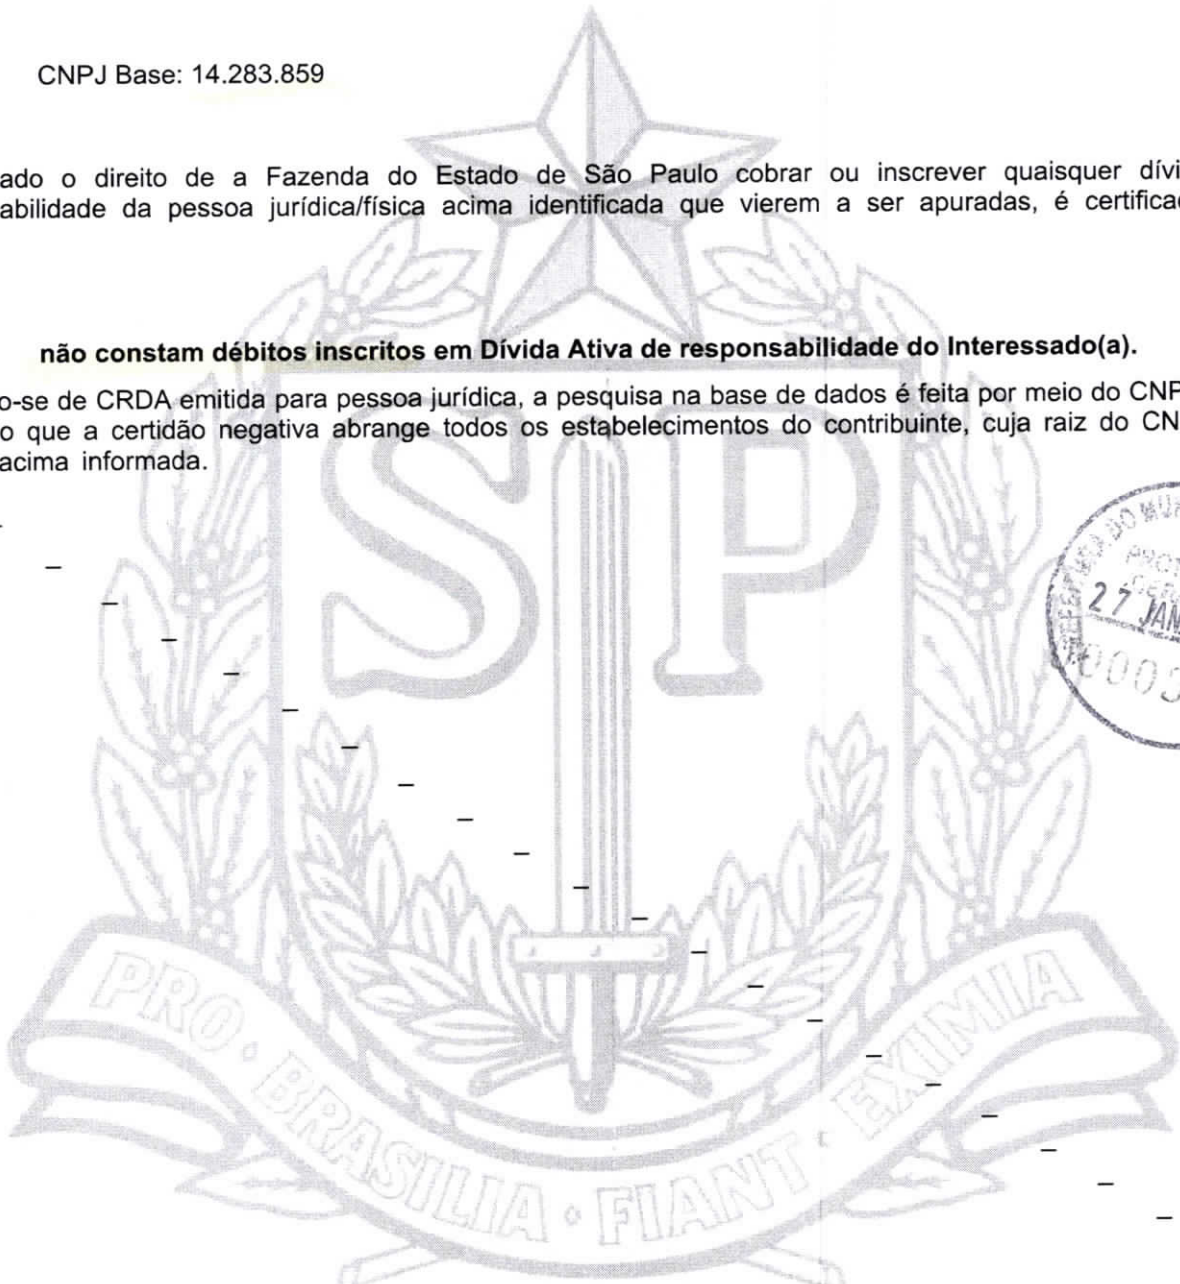 CNPJ Base: 14.283.859
ado o direito de a Fazenda do Estado de São Paulo cobrar ou inscrever quaisquer dívi
abilidade da pessoa jurídica/física acima identificada que vierem a ser apuradas, é certifica
não constam débitos inscritos em Dívida Ativa de responsabilidade do Interessado(a).
o-se de CRDA emitida para pessoa jurídica, a pesquisa na base de dados é feita por meio do CNP
o que a certidão negativa abrange todos os estabelecimentos do contribuinte, cuja raiz do CN
acima informada.
SP
DO MU
27 JAN
PRO • BRASILIA • FIANT • EXIMIA